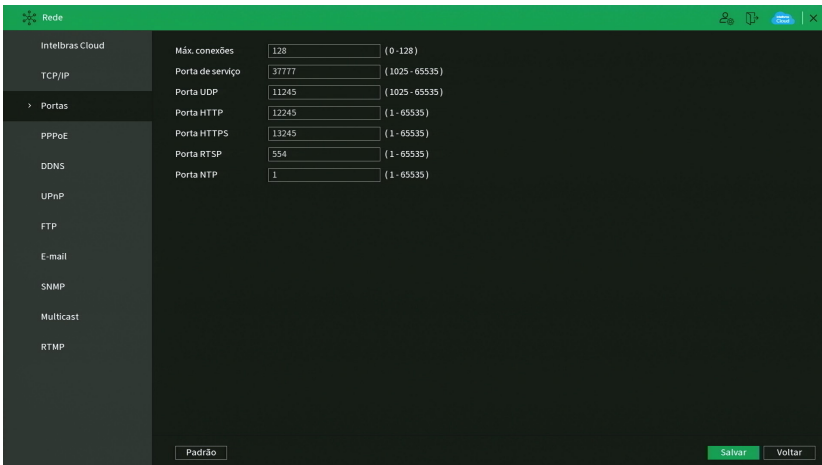 Rede
Intelbras Cloud
TCP/IP
> Portas
PPPoE
DDNS
UPnP
FTP
E-mail
SNMP
Multicast
RTMP
Máx. conexões 128 (0-128)
Porta de serviço 37777 (1025-65535)
Porta UDP 11245 (1025-65535)
Porta HTTP 12245 (1-65535)
Porta HTTPS 13245 (1-65535)
Porta RTSP 554 (1-65535)
Porta NTP 1 (1-65535)
Padrão
Salvar Voltar
Cloud